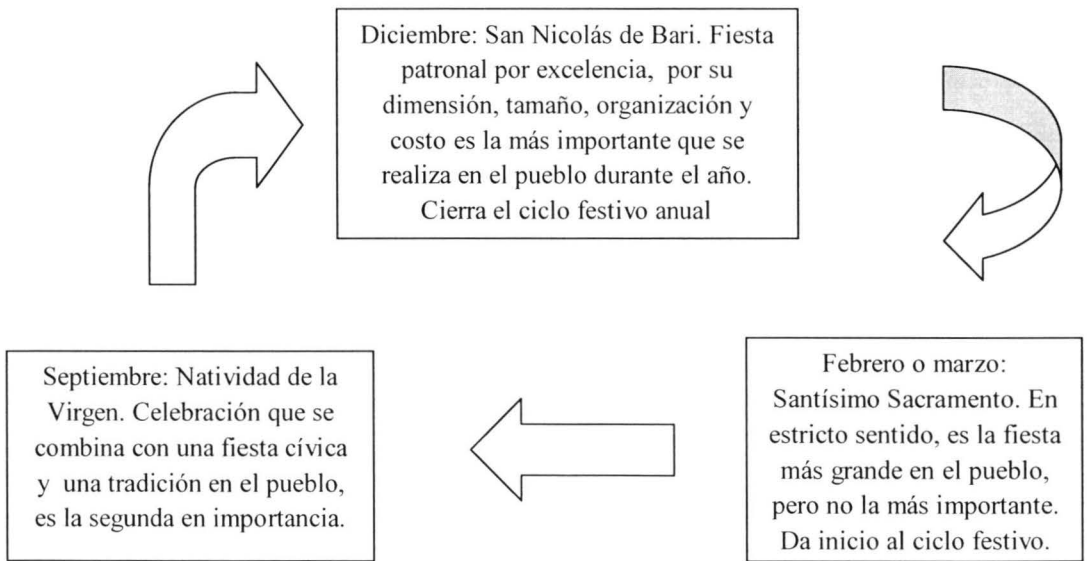 Diciembre: San Nicolás de Bari. Fiesta
patronal por excelencia, por su
dimensión, tamaño, organización y
costo es la más importante que se
realiza en el pueblo durante el año.
Cierra el ciclo festivo anual
Septiembre: Natividad de la
Virgen. Celebración que se
combina con una fiesta cívica
y una tradición en el pueblo,
es la segunda en importancia.
Febrero o marzo:
Santísimo Sacramento. En
estricto sentido, es la fiesta
más grande en el pueblo,
pero no la más importante.
Da inicio al ciclo festivo.